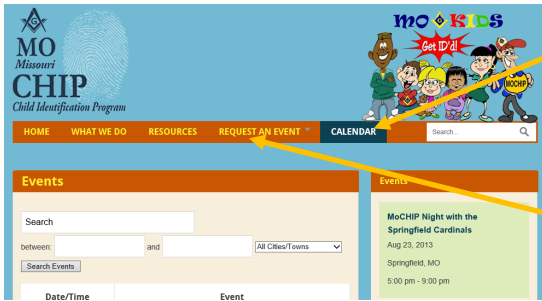 MO
Missouri
CHIP
Child Identification Program
MO KIDS
Get ID'd!
MOCHIP
HOME WHAT WE DO RESOURCES REQUEST AN EVENT CALENDAR Search...
Events
Search
between: and All Cities/Towns
Search Events
Date/Time Event
Events
MoCHIP Night with the
Springfield Cardinals
Aug 23, 2013
Springfield, MO
5:00 pm - 9:00 pm